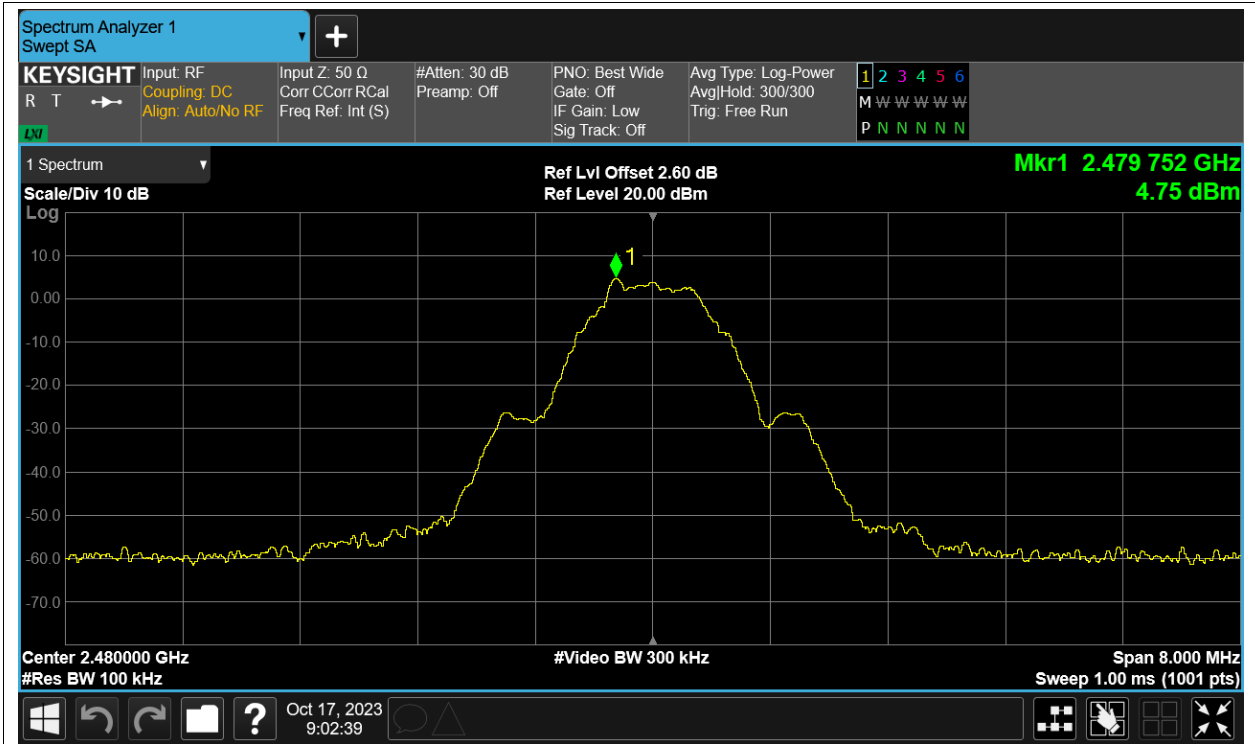 Spectrum Analyzer 1
Swept SA
KEYSIGHT
R T
LXI
Input: RF
Coupling: DC
Align: Auto/No RF
Input Z: 50 Ω
Corr CCorr RCal
Freq Ref: Int (S)
#Atten: 30 dB
Preamp: Off
PNO: Best Wide
Gate: Off
IF Gain: Low
Sig Track: Off
Avg Type: Log-Power
Avg|Hold: 300/300
Trig: Free Run
1 2 3 4 5 6
M W W W W W W
P N N N N N
1 Spectrum
Scale/Div 10 dB
Log
Ref Lvl Offset 2.60 dB
Ref Level 20.00 dBm
Mkr1 2.479 752 GHz
4.75 dBm
1
10.0
0.00
-10.0
-20.0
-30.0
-40.0
-50.0
-60.0
-70.0
Center 2.480000 GHz
#Res BW 100 kHz
#Video BW 300 kHz
Span 8.000 MHz
Sweep 1.00 ms (1001 pts)
?
Oct 17, 2023
9:02:39